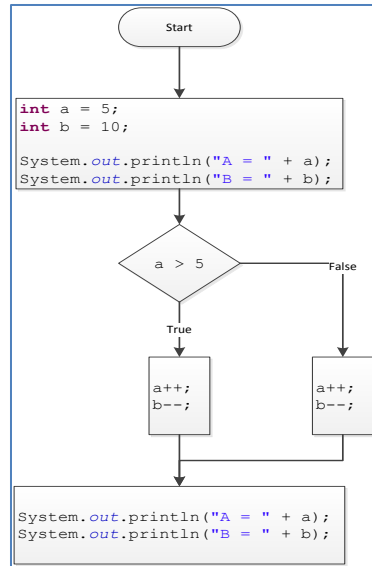 Start
int a = 5;
int b = 10;
System.out.println("A = " + a);
System.out.println("B = " + b);
a > 5
False
True
a++;
b--;
a++;
b--;
System.out.println("A = " + a);
System.out.println("B = " + b);